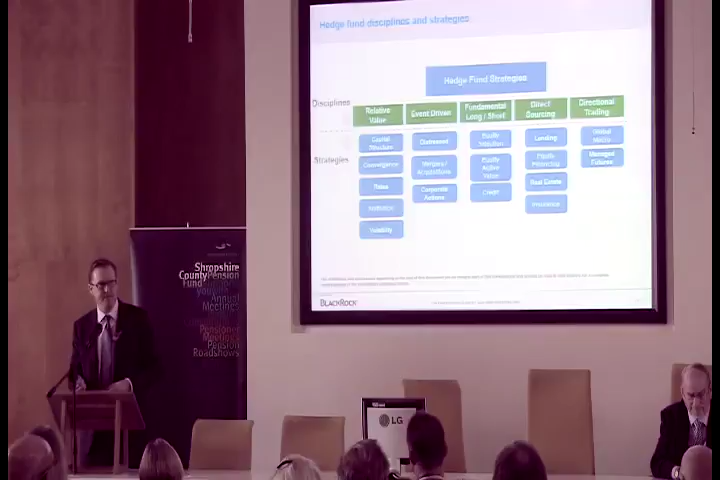 Hedge fund disciplines and strategies
Hedge Fund Strategies
Disciplines
Relative
Value
Event Driven
Fundamental
Long / Short
Direct
Sourcing
Directional
Trading
Strategies
Capital
Structure
Convergence
Rates
Volatility
Distressed
Mergers /
Acquisitions
Corporate
Actions
Equity
Equity
Active
Value
Credit
Lending
Equity
Financing
Real Estate
Insurance
Global
Macro
Managed
Futures
BLACKROCK
Shropshire
County Pension
Fund
Annual
Meetings
Pensioner
Meetings
Pension
Roadshows
LG